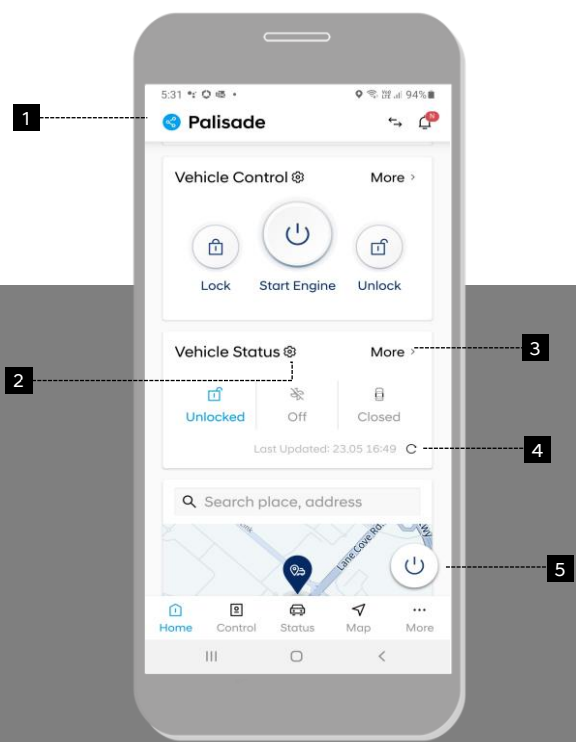 5:31 94%
1
Palisade
N
Vehicle Control More >
Lock Start Engine Unlock
Vehicle Status More >
3
2
Unlocked Off Closed
Last Updated: 23.05 16:49
4
Search place, address
Lane Cove Rd.
5
Home Control Status Map More